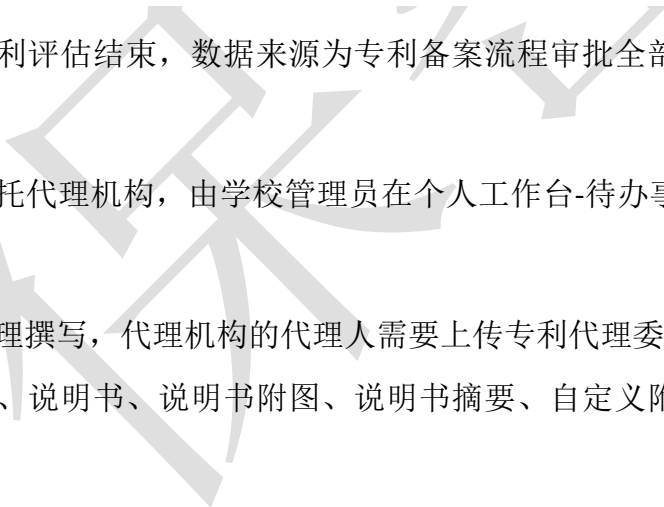 利评估结束，数据来源为专利备案流程审批全部
托代理机构，由学校管理员在个人工作台-待办事
理撰写，代理机构的代理人需要上传专利代理委
、说明书、说明书附图、说明书摘要、自定义附